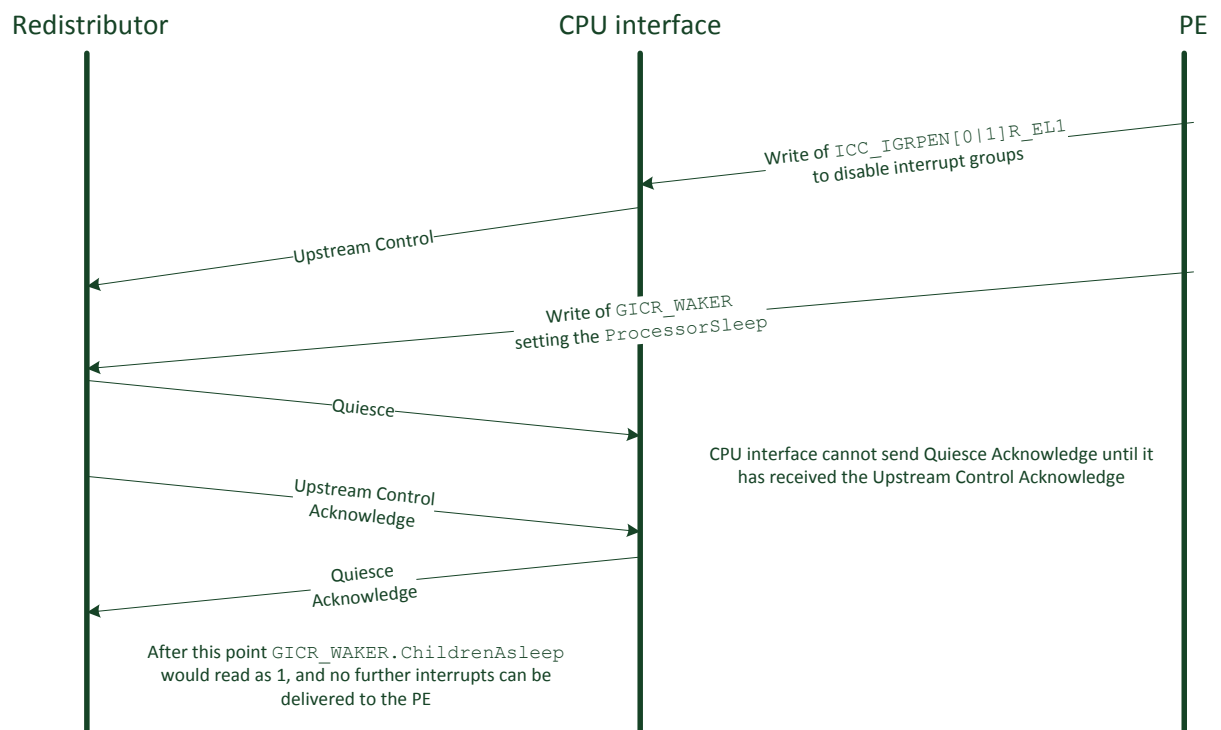 Redistributor
CPU interface
PE
Write of ICC_IGRPEN[0|1]R_EL1
to disable interrupt groups
Upstream Control
Write of GICR_WAKER
setting the ProcessorSleep
Quiesce
CPU interface cannot send Quiesce Acknowledge until it
has received the Upstream Control Acknowledge
Upstream Control
Acknowledge
Quiesce
Acknowledge
After this point GICR_WAKER.ChildrenAsleep
would read as 1, and no further interrupts can be
delivered to the PE